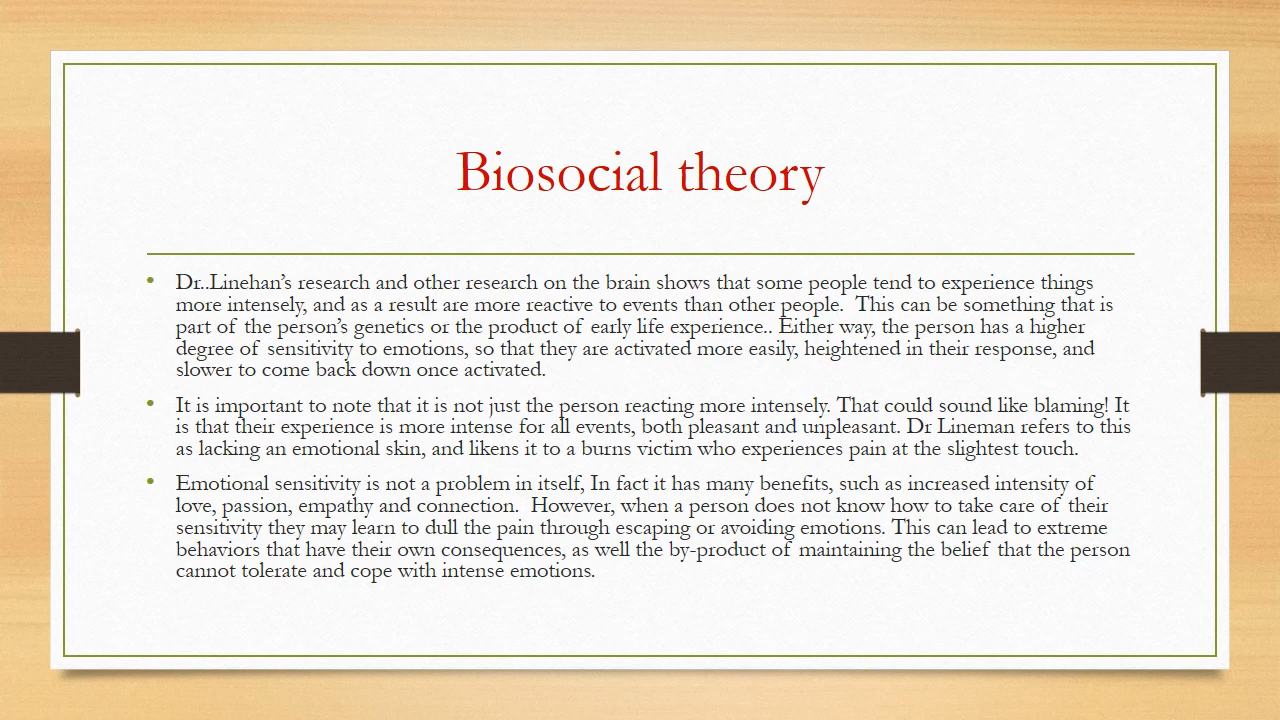 Biosocial theory
• Dr..Linehan’s research and other research on the brain shows that some people tend to experience things
more intensely, and as a result are more reactive to events than other people.  This can be something that is
part of the person’s genetics or the product of early life experience.. Either way, the person has a higher
degree of sensitivity to emotions, so that they are activated more easily, heightened in their response, and
slower to come back down once activated.
• It is important to note that it is not just the person reacting more intensely. That could sound like blaming! It
is that their experience is more intense for all events, both pleasant and unpleasant. Dr Lineman refers to this
as lacking an emotional skin, and likens it to a burns victim who experiences pain at the slightest touch.
• Emotional sensitivity is not a problem in itself, In fact it has many benefits, such as increased intensity of
love, passion, empathy and connection.  However, when a person does not know how to take care of their
sensitivity they may learn to dull the pain through escaping or avoiding emotions. This can lead to extreme
behaviors that have their own consequences, as well the by-product of maintaining the belief that the person
cannot tolerate and cope with intense emotions.